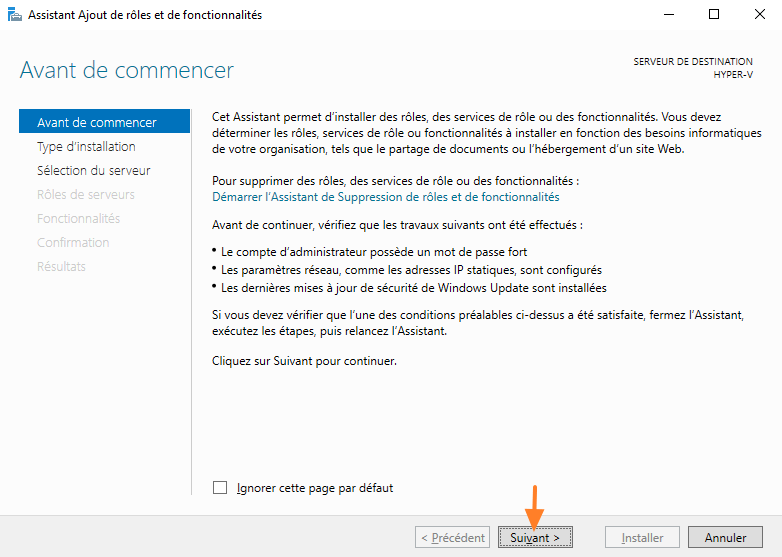 Assistant Ajout de rôles et de fonctionnalités
Avant de commencer
SERVEUR DE DESTINATION
HYPER-V
Avant de commencer
Type d'installation
Sélection du serveur
Rôles de serveurs
Fonctionnalités
Confirmation
Résultats
Cet Assistant permet d'installer des rôles, des services de rôle ou des fonctionnalités. Vous devez
déterminer les rôles, services de rôle ou fonctionnalités à installer en fonction des besoins informatiques
de votre organisation, tels que le partage de documents ou l'hébergement d'un site Web.
Pour supprimer des rôles, des services de rôle ou des fonctionnalités :
Démarrer l'Assistant de Suppression de rôles et de fonctionnalités
Avant de continuer, vérifiez que les travaux suivants ont été effectués :
• Le compte d'administrateur possède un mot de passe fort
• Les paramètres réseau, comme les adresses IP statiques, sont configurés
• Les dernières mises à jour de sécurité de Windows Update sont installées
Si vous devez vérifier que l'une des conditions préalables ci-dessus a été satisfaite, fermez l'Assistant,
exécutez les étapes, puis relancez l'Assistant.
Cliquez sur Suivant pour continuer.
Ignorer cette page par défaut
< Précédent
Suivant >
Installer
Annuler